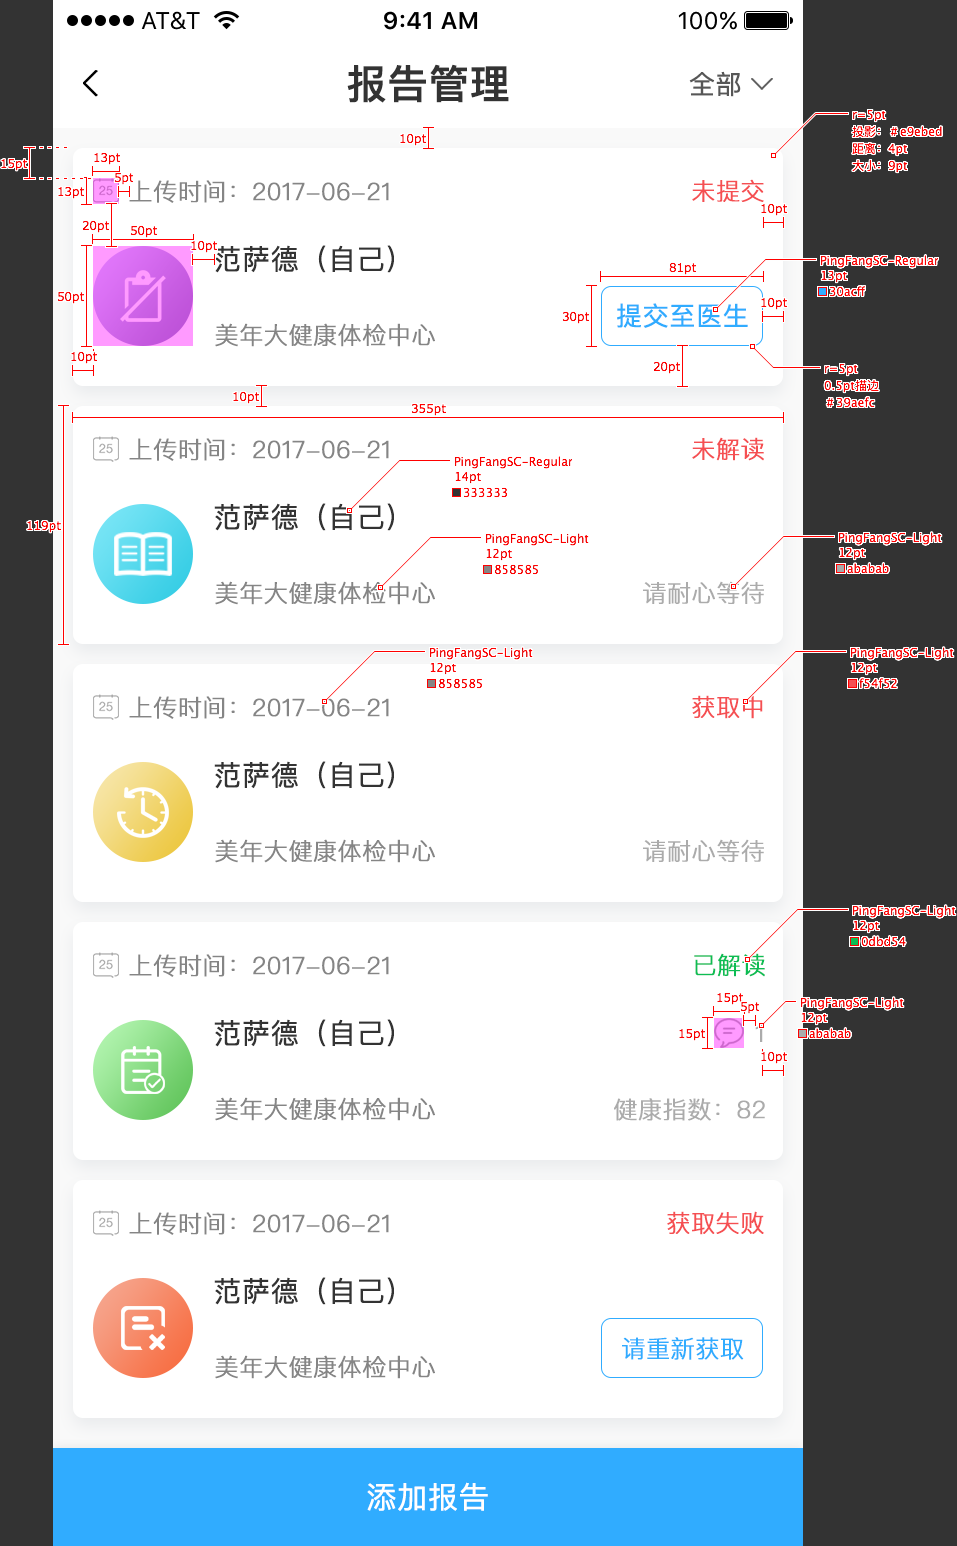 AT&T 9:41 AM 100%
报告管理 全部
10pt
r=5pt
投影：#e9ebed
距离：4pt
大小：9pt
15pt
13pt
5pt
13pt
25 上传时间：2017-06-21 未提交
10pt
20pt
50pt
10pt
范萨德（自己）
PingFangSC-Regular
13pt
30acff
81pt
50pt
30pt
提交至医生
10pt
美年大健康体检中心
10pt
20pt
r=5pt
0.5pt描边
#39aefc
10pt
355pt
25 上传时间：2017-06-21 未解读
PingFangSC-Regular
14pt
333333
119pt
范萨德（自己）
PingFangSC-Light
12pt
858585
PingFangSC-Light
12pt
ababab
美年大健康体检中心 请耐心等待
PingFangSC-Light
12pt
858585
PingFangSC-Light
12pt
f54f52
25 上传时间：2017-06-21 获取中
范萨德（自己）
美年大健康体检中心 请耐心等待
PingFangSC-Light
12pt
0dbd54
25 上传时间：2017-06-21 已解读
15pt
5pt
PingFangSC-Light
12pt
ababab
范萨德（自己）
15pt
10pt
美年大健康体检中心 健康指数：82
25 上传时间：2017-06-21 获取失败
范萨德（自己）
请重新获取
美年大健康体检中心
添加报告